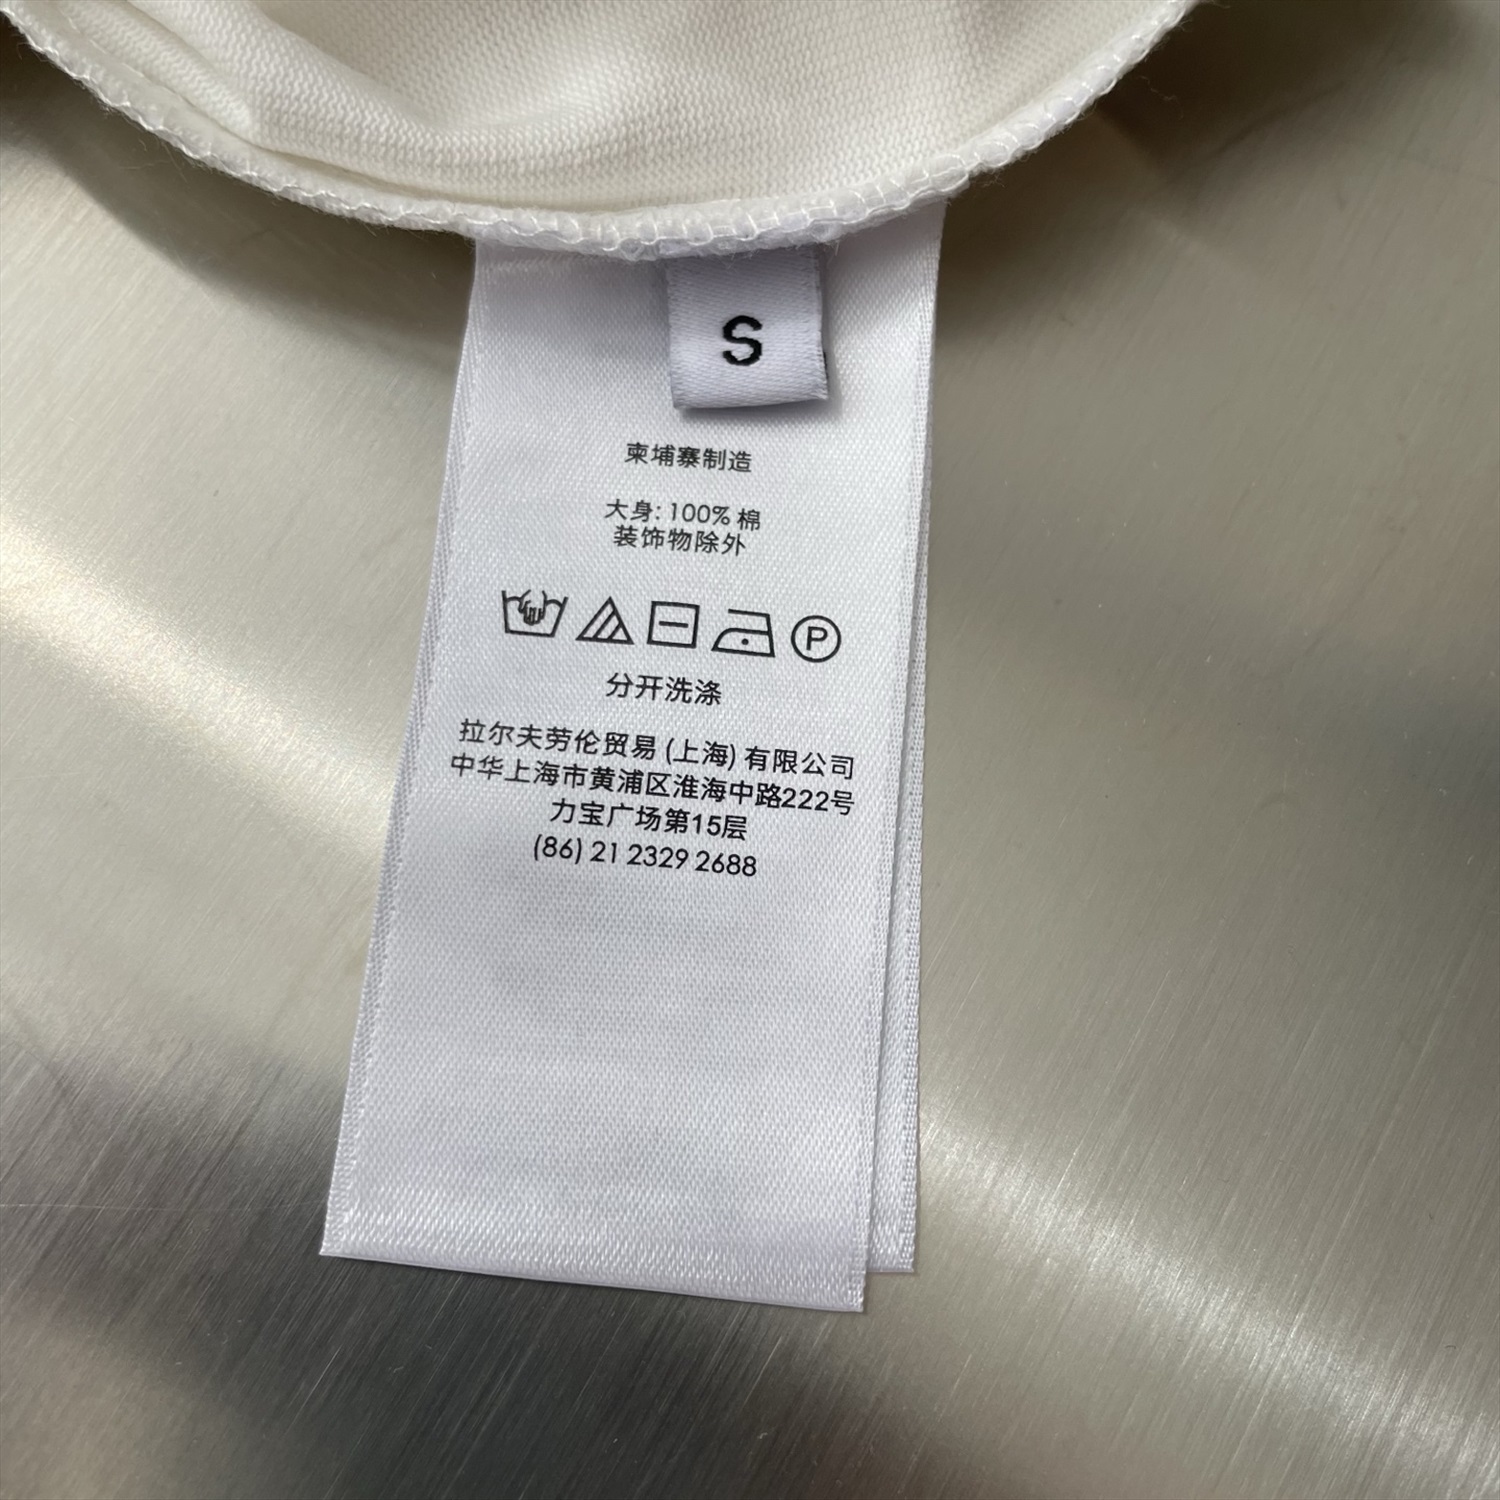 S
柬埔寨制造
大身: 100% 棉
装饰物除外
P
分开洗涤
拉尔夫劳伦贸易 (上海) 有限公司
中华上海市黄浦区淮海中路222号
力宝广场第15层
(86) 21 2329 2688